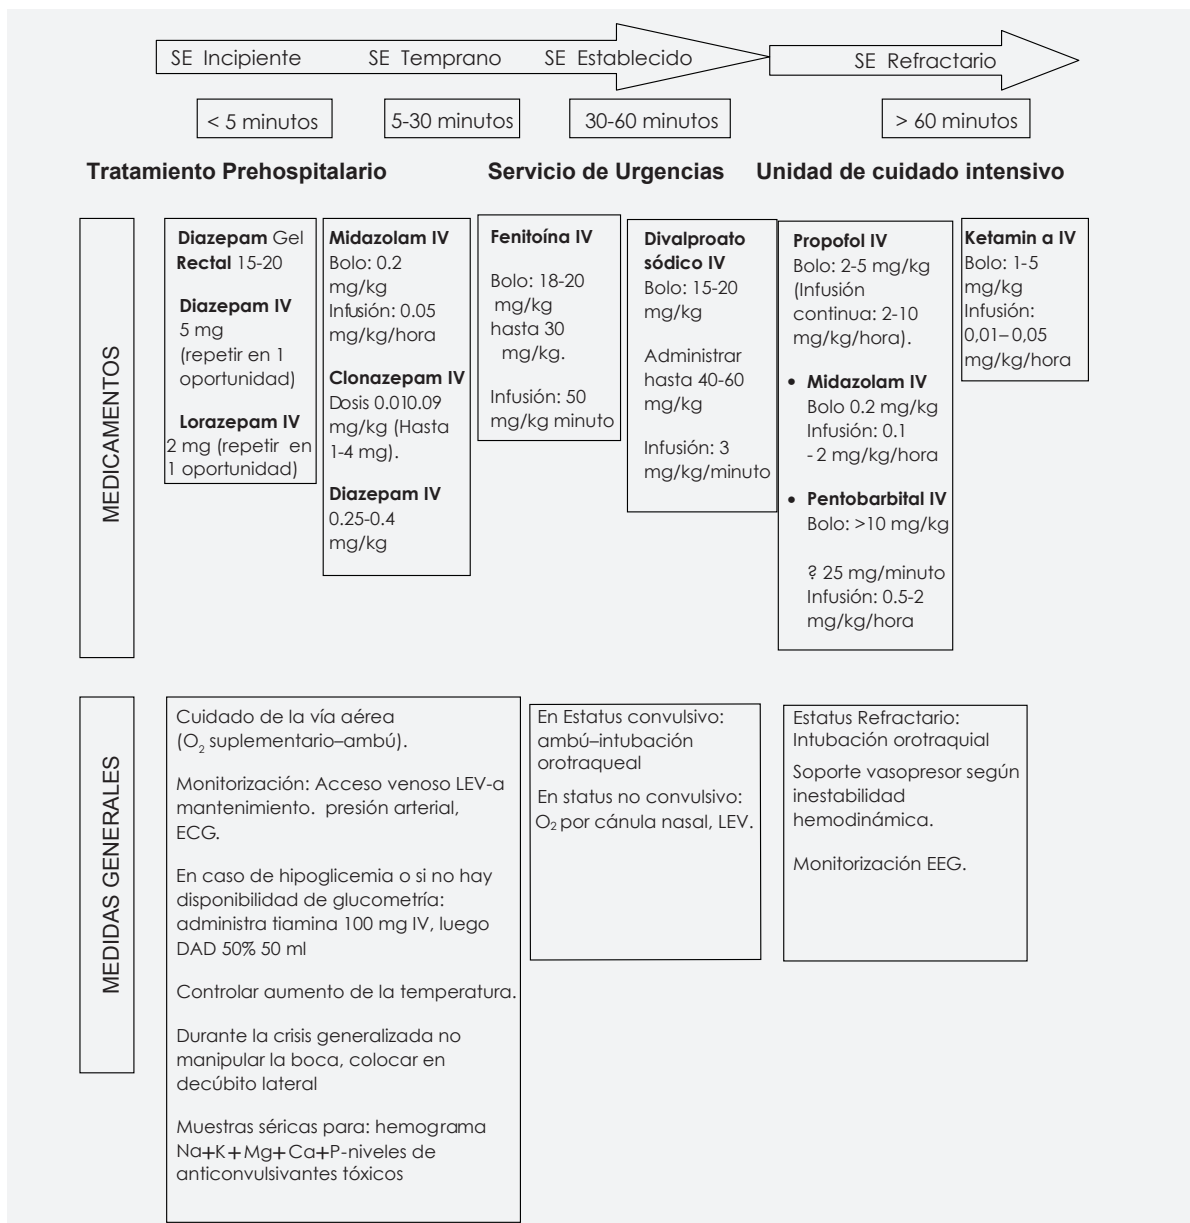 SE Incipiente
SE Temprano
SE Establecido
SE Refractario
< 5 minutos
5-30 minutos
30-60 minutos
> 60 minutos
Tratamiento Prehospitalario
Servicio de Urgencias
Unidad de cuidado intensivo
MEDICAMENTOS
Diazepam Gel
Rectal 15-20
Diazepam IV
5 mg
(repetir en 1
oportunidad)
Lorazepam IV
2 mg (repetir en
1 oportunidad)
Midazolam IV
Bolo: 0.2
mg/kg
Infusión: 0.05
mg/kg/hora
Clonazepam IV
Dosis 0.010.09
mg/kg (Hasta
1-4 mg).
Diazepam IV
0.25-0.4
mg/kg
Fenitoína IV
Bolo: 18-20
mg/kg
hasta 30
mg/kg.
Infusión: 50
mg/kg minuto
Divalproato
sódico IV
Bolo: 15-20
mg/kg
Administrar
hasta 40-60
mg/kg
Infusión: 3
mg/kg/minuto
Propofol IV
Bolo: 2-5 mg/kg
(Infusión
continua: 2-10
mg/kg/hora).
• Midazolam IV
Bolo 0.2 mg/kg
Infusión: 0.1
- 2 mg/kg/hora
• Pentobarbital IV
Bolo: >10 mg/kg
? 25 mg/minuto
Infusión: 0.5-2
mg/kg/hora
Ketamin a IV
Bolo: 1-5
mg/kg
Infusión:
0,01–0,05
mg/kg/hora
MEDIDAS GENERALES
Cuidado de la vía aérea
(O2 suplementario–ambú).
Monitorización: Acceso venoso LEV-a
mantenimiento. presión arterial,
ECG.
En caso de hipoglicemia o si no hay
disponibilidad de glucometría:
administra tiamina 100 mg IV, luego
DAD 50% 50 ml
Controlar aumento de la temperatura.
Durante la crisis generalizada no
manipular la boca, colocar en
decúbito lateral
Muestras séricas para: hemograma
Na+K+Mg+Ca+P-niveles de
anticonvulsivantes tóxicos
En Estatus convulsivo:
ambú–intubación
orotraqueal
En status no convulsivo:
O2 por cánula nasal, LEV.
Estatus Refractario:
Intubación orotraquial
Soporte vasopresor según
inestabilidad
hemodinámica.
Monitorización EEG.